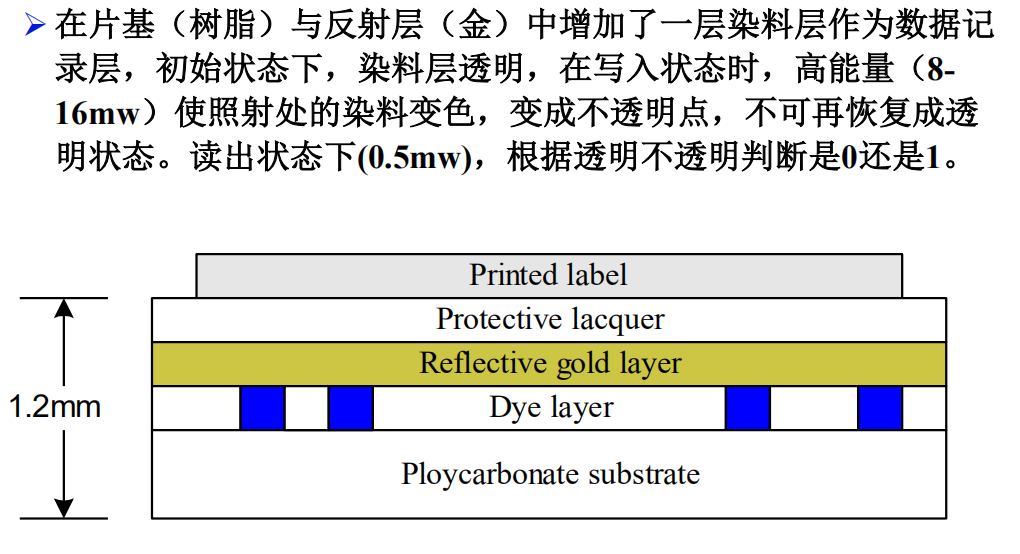 在片基（树脂）与反射层（金）中增加了一层染料层作为数据记
录层，初始状态下，染料层透明，在写入状态时，高能量（8-
16mw）使照射处的染料变色，变成不透明点，不可再恢复成透
明状态。读出状态下(0.5mw)，根据透明不透明判断是0还是1。
Printed label
Protective lacquer
Reflective gold layer
1.2mm
Dye layer
Ploycarbonate substrate